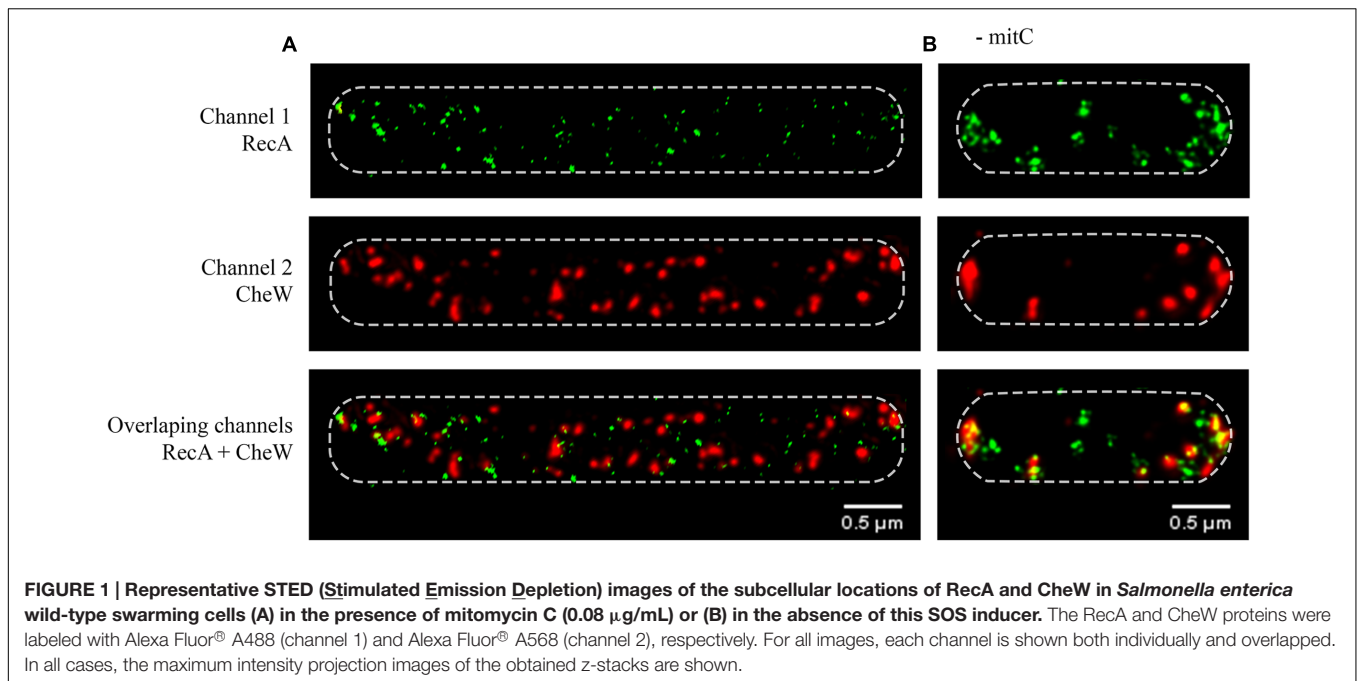 A
B
- mitC
Channel 1
RecA
Channel 2
CheW
Overlaping channels
RecA + CheW
0.5 µm
0.5 µm
FIGURE 1 | Representative STED (Stimulated Emission Depletion) images of the subcellular locations of RecA and CheW in Salmonella enterica
wild-type swarming cells (A) in the presence of mitomycin C (0.08 µg/mL) or (B) in the absence of this SOS inducer. The RecA and CheW proteins were
labeled with Alexa Fluor® A488 (channel 1) and Alexa Fluor® A568 (channel 2), respectively. For all images, each channel is shown both individually and overlapped.
In all cases, the maximum intensity projection images of the obtained z-stacks are shown.